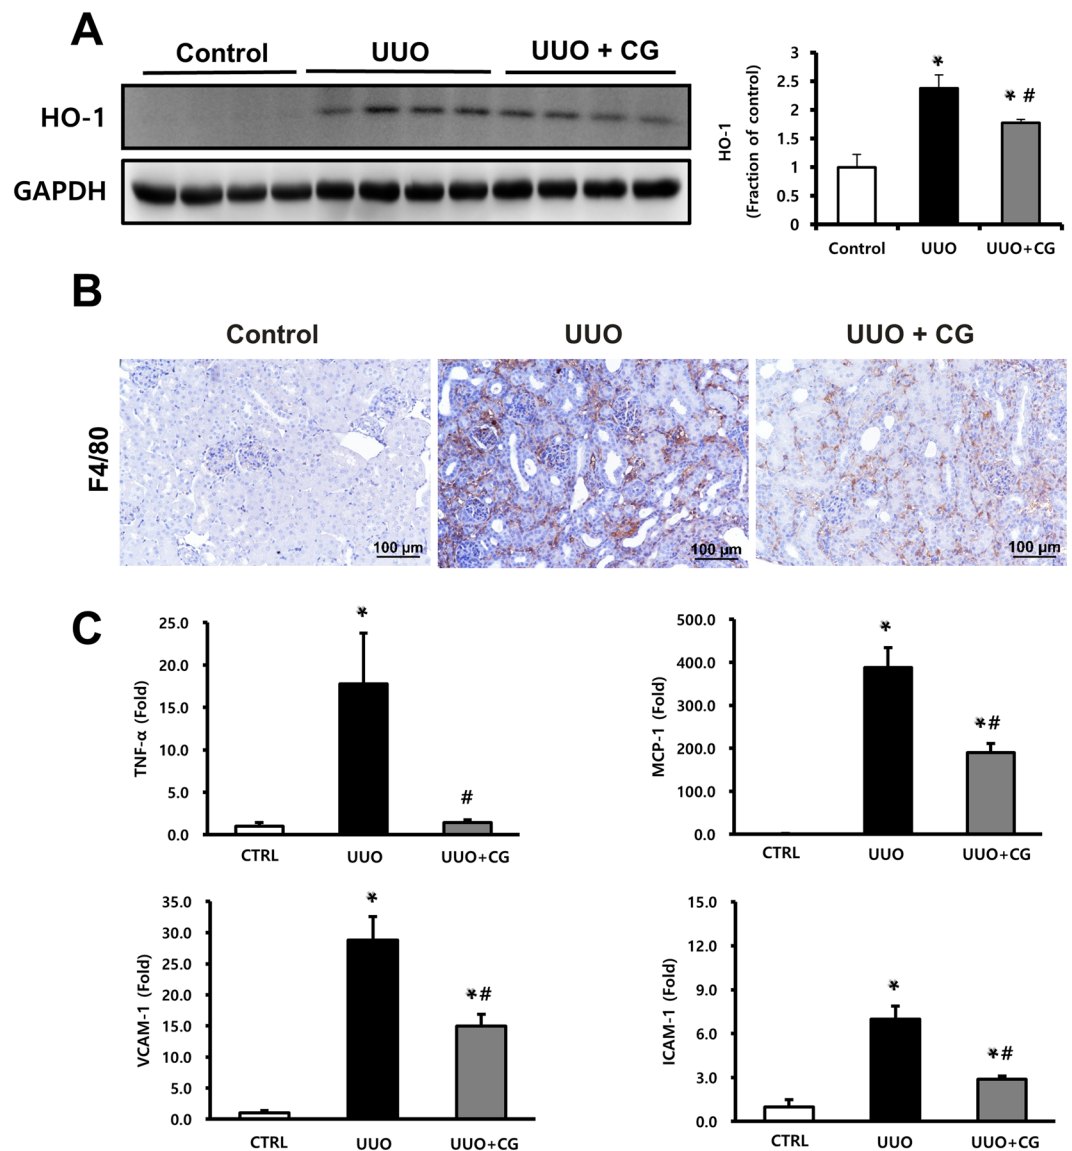 A
Control UUO UUO + CG
HO-1
GAPDH
HO-1
(Fraction of control)
3
2.5
2
1.5
1
0.5
0
*
* #
Control UUO UUO+CG
B
Control UUO UUO + CG
F4/80
100 µm 100 µm 100 µm
C
TNF-α (Fold)
25.0
20.0
15.0
10.0
5.0
0.0
*
#
CTRL UUO UUO+CG
MCP-1 (Fold)
500.0
400.0
300.0
200.0
100.0
0.0
*
*#
CTRL UUO UUO+CG
VCAM-1 (Fold)
35.0
30.0
25.0
20.0
15.0
10.0
5.0
0.0
*
*#
CTRL UUO UUO+CG
ICAM-1 (Fold)
15.0
12.0
9.0
6.0
3.0
0.0
*
*#
CTRL UUO UUO+CG